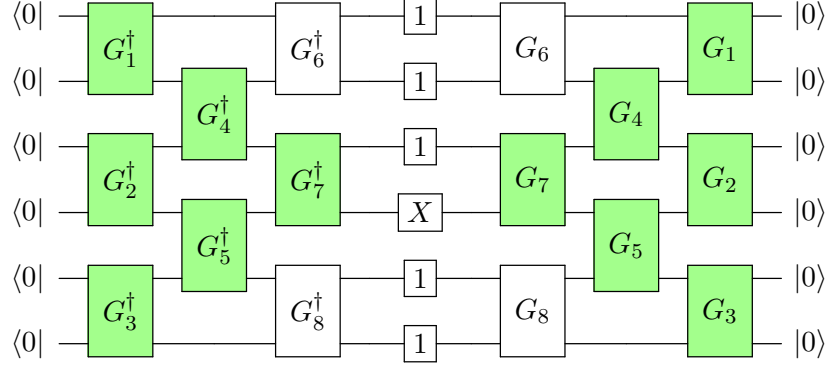 ⟨0| 1 |0⟩
G₁† G₆† G₆ G₁
⟨0| 1 |0⟩
G₄† G₄
⟨0| 1 |0⟩
G₂† G₇† G₇ G₂
⟨0| X |0⟩
G₅† G₅
⟨0| 1 |0⟩
G₃† G₈† G₈ G₃
⟨0| 1 |0⟩